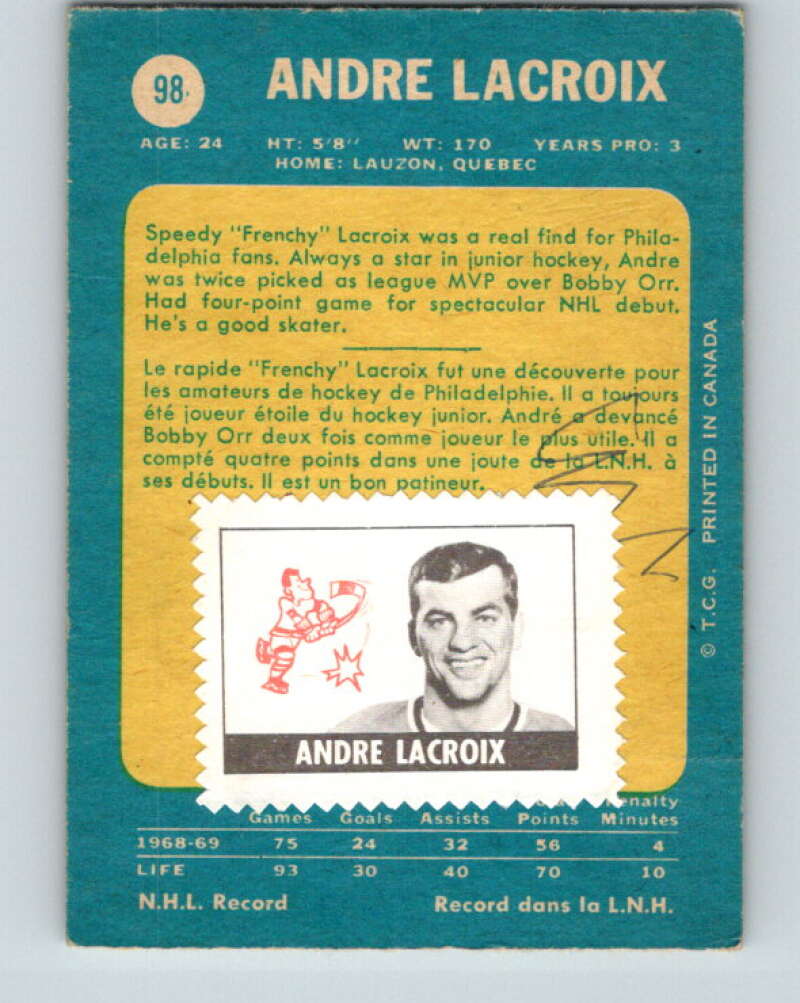 98
ANDRE LACROIX
AGE: 24 HT: 5'8'' WT: 170 YEARS PRO: 3
HOME: LAUZON, QUEBEC
Speedy "Frenchy" Lacroix was a real find for Phila-
delphia fans. Always a star in junior hockey, Andre
was twice picked as league MVP over Bobby Orr.
Had four-point game for spectacular NHL debut.
He's a good skater.
Le rapide "Frenchy" Lacroix fut une découverte pour
les amateurs de hockey de Philadelphie. Il a toujours
été joueur étoile du hockey junior. André a devancé
Bobby Orr deux fois comme joueur le plus utile. Il a
compté quatre points dans une joute de la L.N.H. à
ses débuts. Il est un bon patineur.
© T.C.G. PRINTED IN CANADA
ANDRE LACROIX
Penalty
Games Goals Assists Points Minutes
1968-69 75 24 32 56 4
LIFE 93 30 40 70 10
N.H.L. Record Record dans la L.N.H.